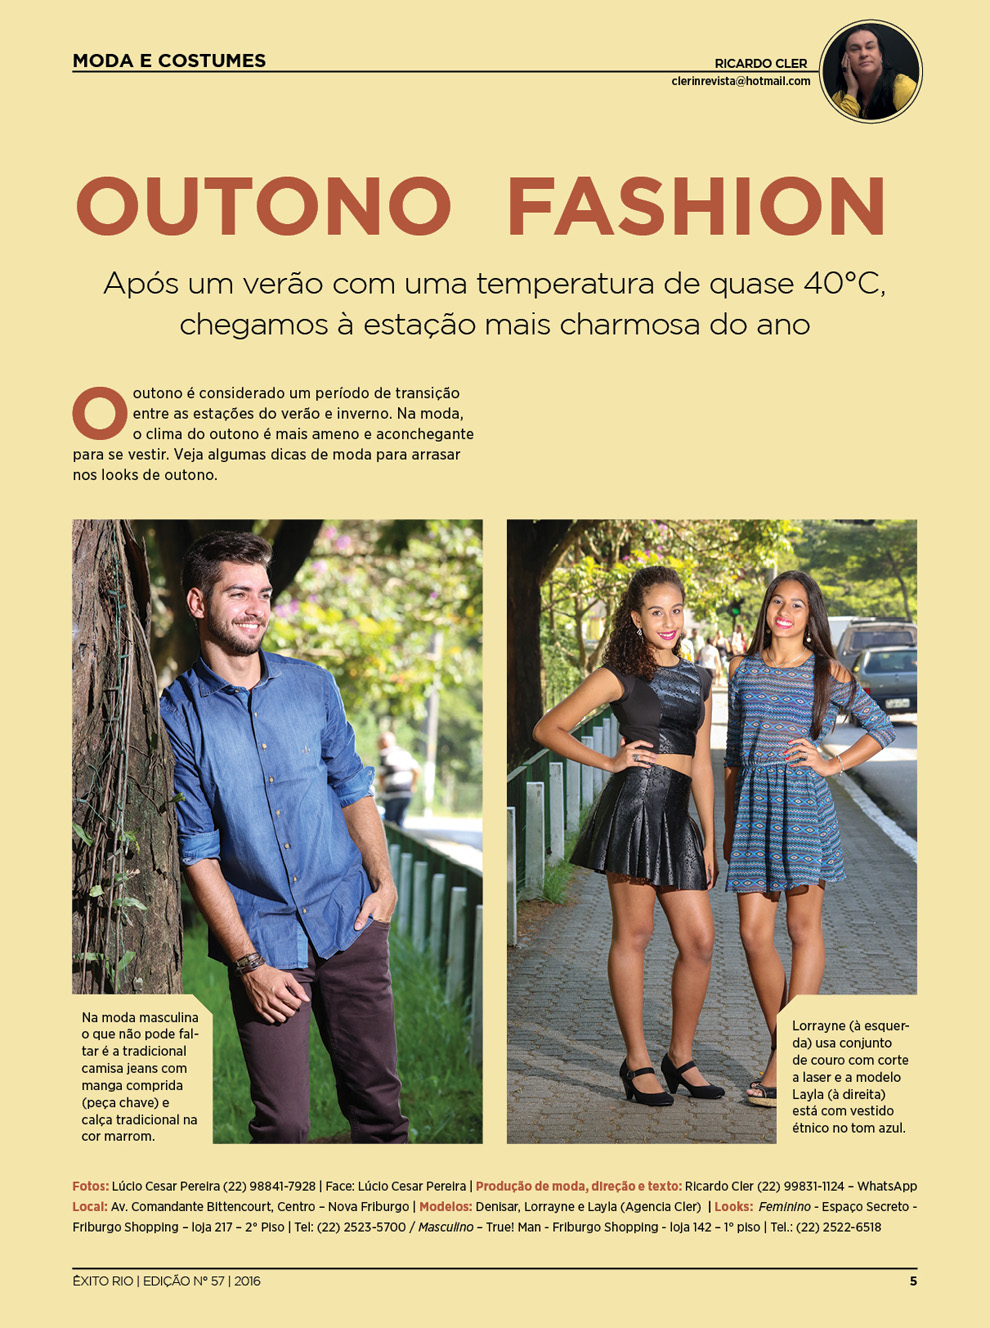 MODA E COSTUMES
RICARDO CLER
clerinrevista@hotmail.com
OUTONO FASHION
Após um verão com uma temperatura de quase 40°C,
chegamos à estação mais charmosa do ano
O outono é considerado um período de transição
entre as estações do verão e inverno. Na moda,
o clima do outono é mais ameno e aconchegante
para se vestir. Veja algumas dicas de moda para arrasar
nos looks de outono.
Na moda masculina
o que não pode fal-
tar é a tradicional
camisa jeans com
manga comprida
(peça chave) e
calça tradicional na
cor marrom.
Lorrayne (à esquer-
da) usa conjunto
de couro com corte
a laser e a modelo
Layla (à direita)
está com vestido
étnico no tom azul.
Fotos: Lúcio Cesar Pereira (22) 98841-7928 | Face: Lúcio Cesar Pereira | Produção de moda, direção e texto: Ricardo Cler (22) 99831-1124 – WhatsApp
Local: Av. Comandante Bittencourt, Centro – Nova Friburgo | Modelos: Denisar, Lorrayne e Layla (Agencia Cler) | Looks: Feminino - Espaço Secreto -
Friburgo Shopping – loja 217 – 2° Piso | Tel: (22) 2523-5700 / Masculino – True! Man - Friburgo Shopping - loja 142 – 1° piso | Tel.: (22) 2522-6518
ÊXITO RIO | EDIÇÃO N° 57 | 2016
5